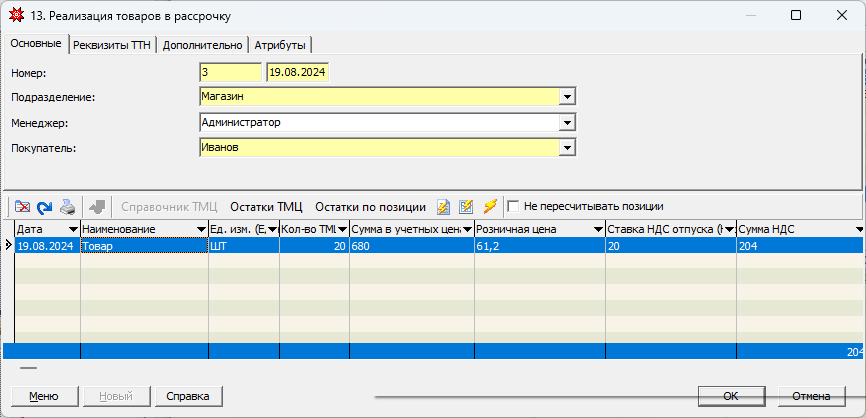 13. Реализация товаров в рассрочку
Основные Реквизиты ТТН Дополнительно Атрибуты
Номер: 3 19.08.2024
Подразделение: Магазин
Менеджер: Администратор
Покупатель: Иванов
Справочник ТМЦ Остатки ТМЦ Остатки по позиции Не пересчитывать позиции
Дата Наименование Ед. изм. (Е, Кол-во ТМЦ Сумма в учетных цен Розничная цена Ставка НДС отпуска (Н Сумма НДС
19.08.2024 Товар ШТ 20 680 61,2 20 204
204
Меню Новый Справка OK Отмена